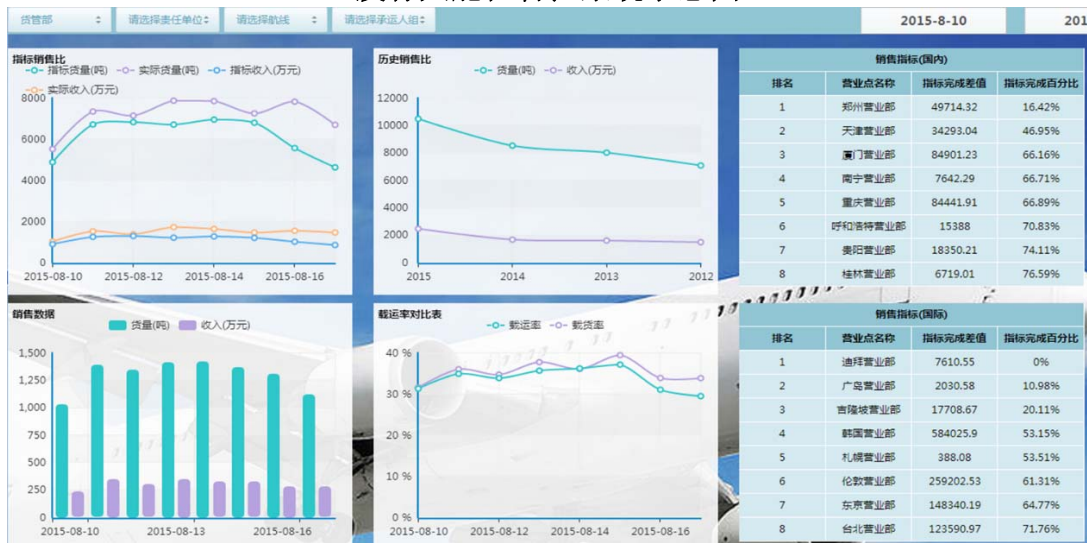 货管部 请选择责任单位 请选择航线 请选择承运人组 2015-8-10 201
指标销售比
指标货量(吨) 实际货量(吨) 指标收入(万元)
实际收入(万元)
8000
6000
4000
2000
0
2015-08-10 2015-08-12 2015-08-14 2015-08-16
历史销售比
货量(吨) 收入(万元)
12000
10000
8000
6000
4000
2000
0
2015 2014 2013 2012
销售指标(国内)
排名 营业点名称 指标完成差值 指标完成百分比
1 郑州营业部 49714.32 16.42%
2 天津营业部 34293.04 46.95%
3 厦门营业部 84901.23 66.16%
4 南宁营业部 7642.29 66.71%
5 重庆营业部 84441.91 66.89%
6 呼和浩特营业部 15388 70.83%
7 贵阳营业部 18350.21 74.11%
8 桂林营业部 6719.01 76.59%
销售数据
货量(吨) 收入(万元)
1,500
1,250
1,000
750
500
250
0
2015-08-10 2015-08-13 2015-08-16
载运率对比表
载运率 载货率
40 %
30 %
20 %
10 %
0 %
2015-08-10 2015-08-12 2015-08-14 2015-08-16
销售指标(国际)
排名 营业点名称 指标完成差值 指标完成百分比
1 迪拜营业部 7610.55 0%
2 广岛营业部 2030.58 10.98%
3 吉隆坡营业部 17708.67 20.11%
4 韩国营业部 584025.9 53.15%
5 札幌营业部 388.08 53.51%
6 伦敦营业部 259202.53 61.31%
7 东京营业部 148340.19 64.77%
8 台北营业部 123590.97 71.76%